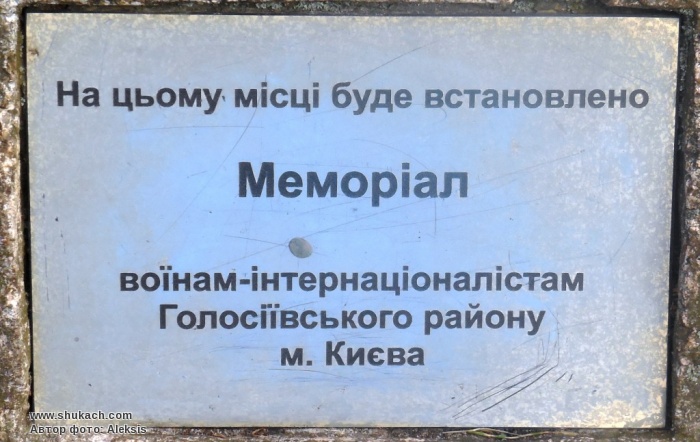 На цьому місці буде встановлено
Меморіал
воїнам-інтернаціоналістам
Голосіївського району
м. Києва
www.shukach.com
Автор фото: Aleksis